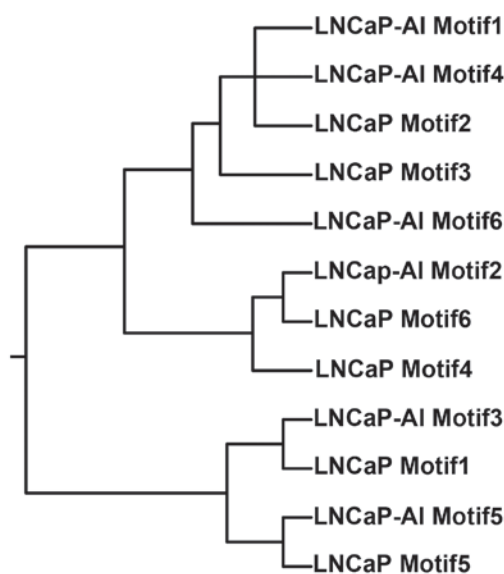 LNCaP-AI Motif1
LNCaP-AI Motif4
LNCaP Motif2
LNCaP Motif3
LNCaP-AI Motif6
LNCap-AI Motif2
LNCaP Motif6
LNCaP Motif4
LNCaP-AI Motif3
LNCaP Motif1
LNCaP-AI Motif5
LNCaP Motif5